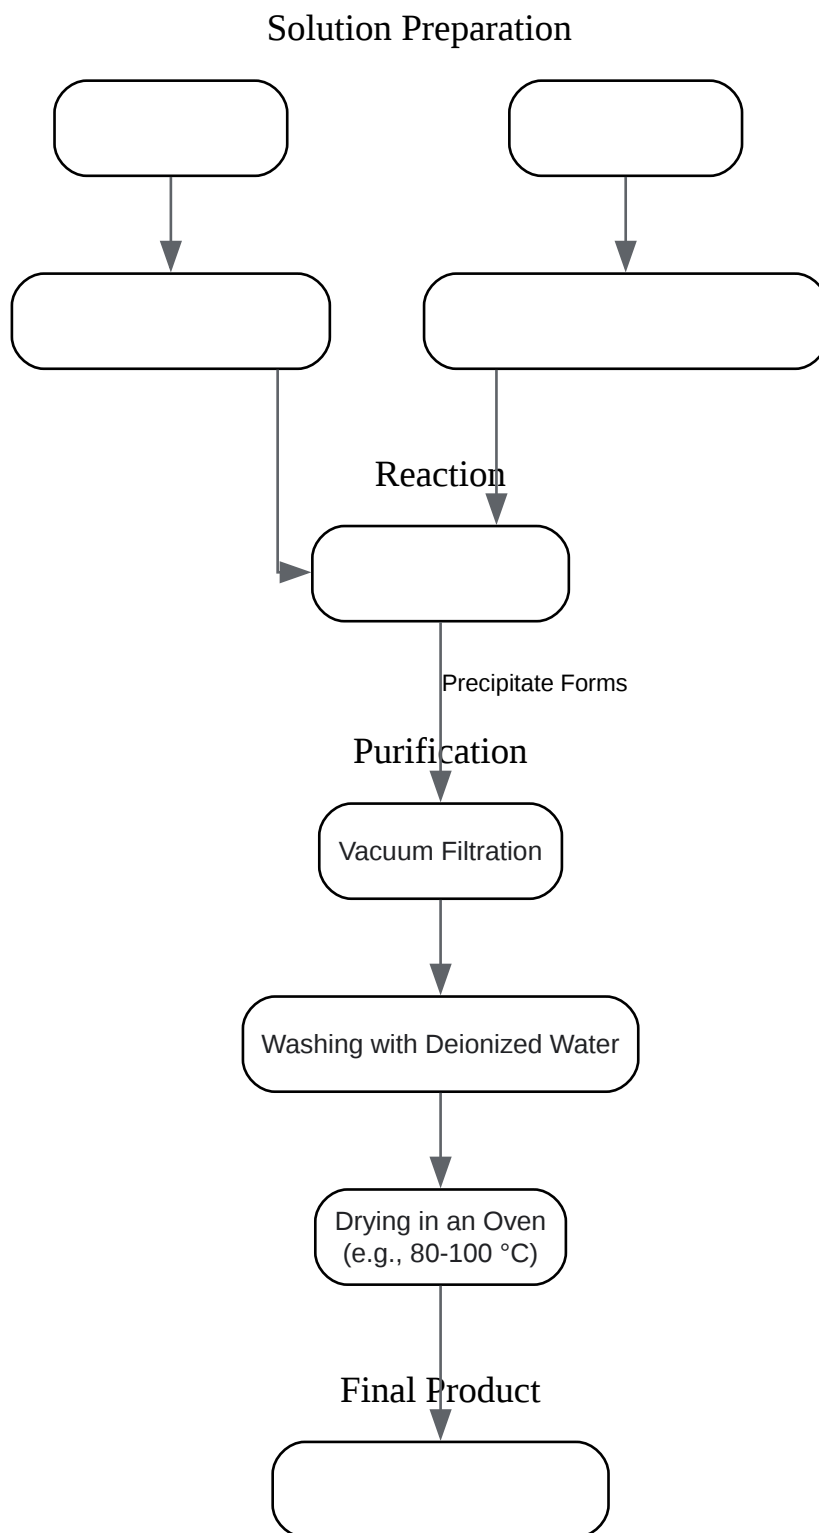 Solution Preparation
Reaction
Precipitate Forms
Purification
Vacuum Filtration
Washing with Deionized Water
Drying in an Oven
(e.g., 80-100 °C)
Final Product